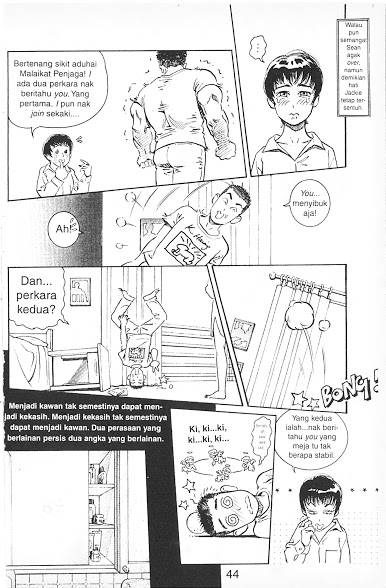 Walau
pun
semangat
Sean
agak
over,
namun
demikian
hati
Jackie
tetap ter-
sentuh.
Bertenang sikit aduhai
Malaikat Penjaga! I
ada dua perkara nak
beritahu you. Yang
pertama, I pun nak
join sekaki....
You...
menyibuk
aja!
Ah!
K. Haring
Dan...
perkara
kedua?
BONG!
Menjadi kawan tak semestinya dapat men-
jadi kekasih. Menjadi kekasih tak semestinya
dapat menjadi kawan. Dua perasaan yang
berlainan persis dua angka yang berlainan.
Ki, ki...ki,
ki...ki, ki...
Yang kedua
ialah...nak beri-
tahu you yang
meja tu tak
berapa stabil.
44